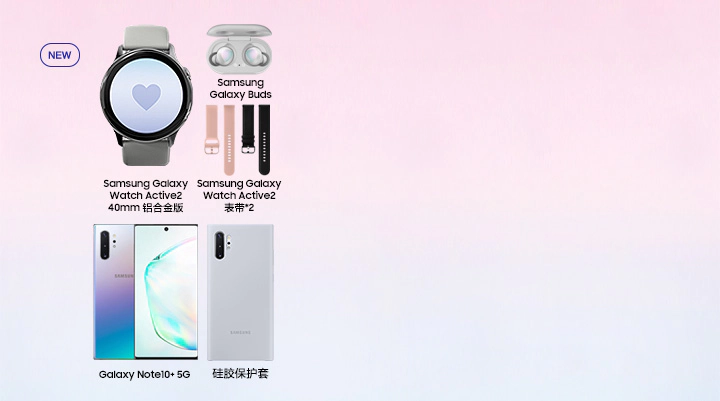 NEW
Samsung
Galaxy Buds
Samsung Galaxy
Watch Active2
40mm 铝合金版
Samsung Galaxy
Watch Active2
表带*2
SAMSUNG
SAMSUNG
Galaxy Note10+ 5G
硅胶保护套